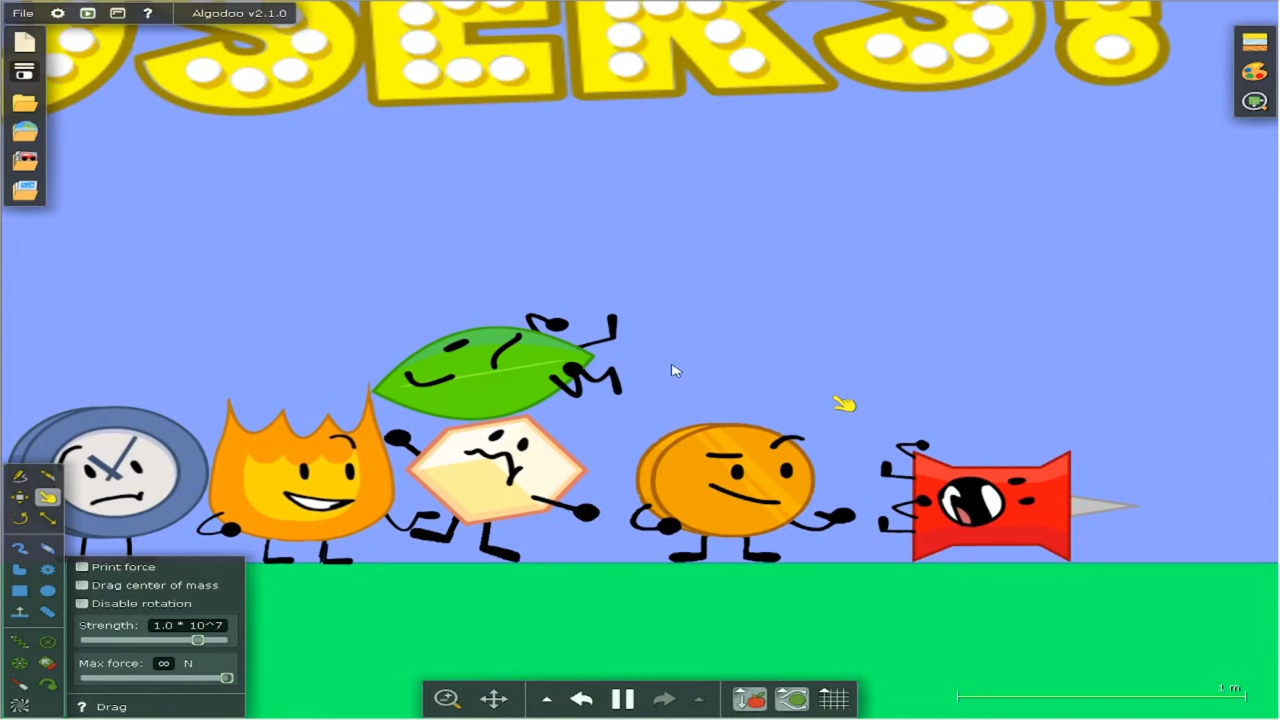 File ? Algodoo v2.1.0
OSERS!
Print force
Drag center of mass
Disable rotation
Strength: 1.0 * 10^7
Max force: ∞ N
? Drag
1 m